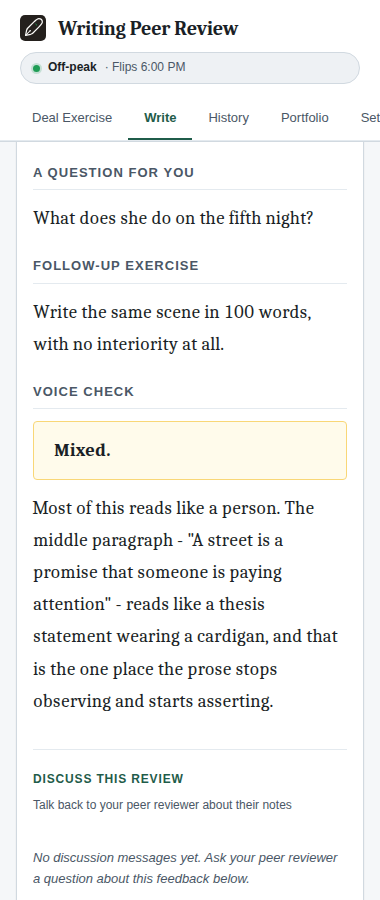 Writing Peer Review
Off-peak · Flips 6:00 PM
Deal Exercise Write History Portfolio Set
A QUESTION FOR YOU
What does she do on the fifth night?
FOLLOW-UP EXERCISE
Write the same scene in 100 words,
with no interiority at all.
VOICE CHECK
Mixed.
Most of this reads like a person. The
middle paragraph - "A street is a
promise that someone is paying
attention" - reads like a thesis
statement wearing a cardigan, and that
is the one place the prose stops
observing and starts asserting.
DISCUSS THIS REVIEW
Talk back to your peer reviewer about their notes
No discussion messages yet. Ask your peer reviewer
a question about this feedback below.